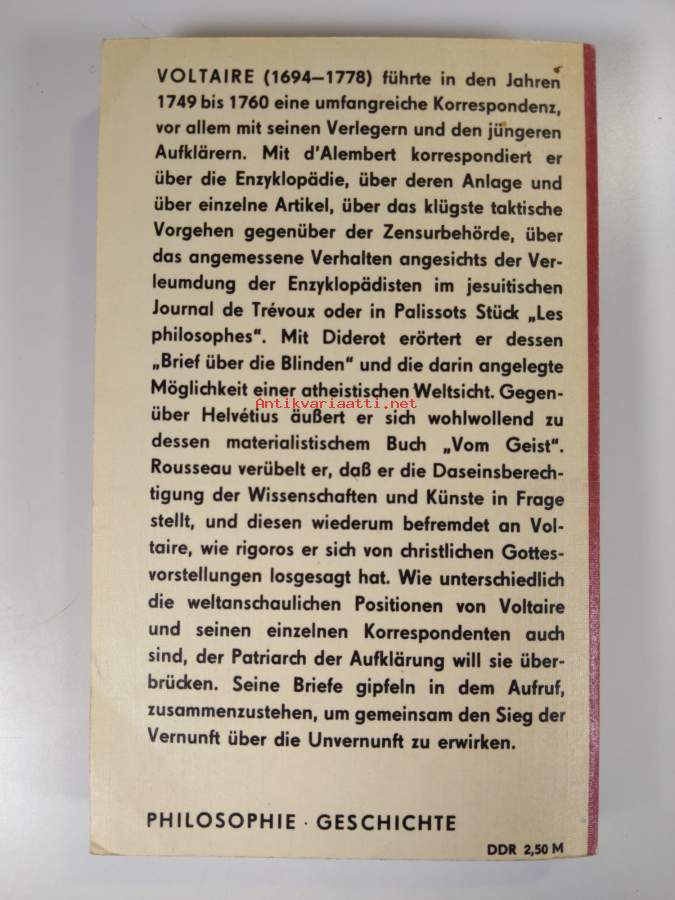 VOLTAIRE (1694—1778) führte in den Jahren
1749 bis 1760 eine umfangreiche Korrespondenz,
vor allem mit seinen Verlegern und den jüngeren
Aufklärern. Mit d'Alembert korrespondiert er
über die Enzyklopädie, über deren Anlage und
über einzelne Artikel, über das klügste taktische
Vorgehen gegenüber der Zensurbehörde, über
das angemessene Verhalten angesichts der Ver-
leumdung der Enzyklopädisten im jesuitischen
Journal de Trévoux oder in Palissots Stück „Les
philosophes“. Mit Diderot erörtert er dessen
„Brief über die Blinden“ und die darin angelegte
Möglichkeit einer atheistischen Weltsicht. Gegen-
Antikvariaatti.net
über Helvétius äußert er sich wohlwollend zu
dessen materialistischem Buch „Vom Geist“.
Rousseau verübelt er, daß er die Daseinsberech-
tigung der Wissenschaften und Künste in Frage
stellt, und diesen wiederum befremdet an Vol-
taire, wie rigoros er sich von christlichen Gottes-
vorstellungen losgesagt hat. Wie unterschiedlich
die weltanschaulichen Positionen von Voltaire
und seinen einzelnen Korrespondenten auch
sind, der Patriarch der Aufklärung will sie über-
brücken. Seine Briefe gipfeln in dem Aufruf,
zusammenzustehen, um gemeinsam den Sieg der
Vernunft über die Unvernunft zu erwirken.
PHILOSOPHIE · GESCHICHTE
DDR 2,50 M